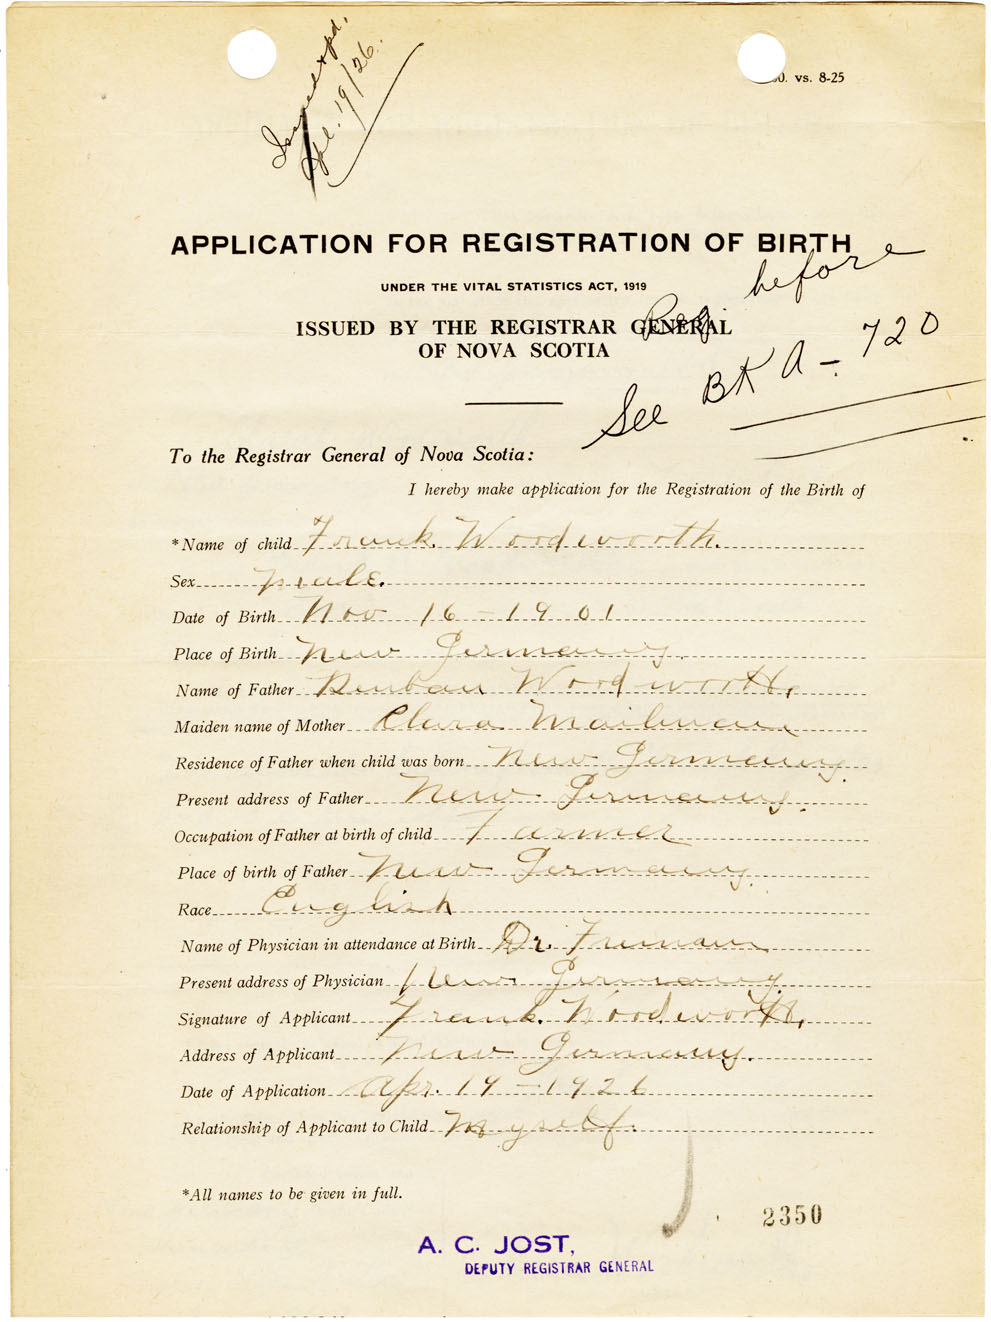 Issued & pd.
Apl. 19/26.
0. vs. 8-25
APPLICATION FOR REGISTRATION OF BIRTH
UNDER THE VITAL STATISTICS ACT, 1919
ISSUED BY THE REGISTRAR GENERAL
OF NOVA SCOTIA
Reg. before
See BK A - 720
To the Registrar General of Nova Scotia:
I hereby make application for the Registration of the Birth of
*Name of child Frank Woodworth.
Sex male.
Date of Birth Nov 16 - 1901
Place of Birth New Germany.
Name of Father Reuban Woodworth,
Maiden name of Mother Clara Mailman
Residence of Father when child was born New Germany.
Present address of Father New Germany.
Occupation of Father at birth of child Farmer
Place of birth of Father New Germany.
Race English
Name of Physician in attendance at Birth Dr. Freeman
Present address of Physician New Germany.
Signature of Applicant Frank Woodworth,
Address of Applicant New Germany.
Date of Application Apr. 19 - 1926
Relationship of Applicant to Child Myself.
*All names to be given in full.
2350
A. C. JOST,
DEPUTY REGISTRAR GENERAL